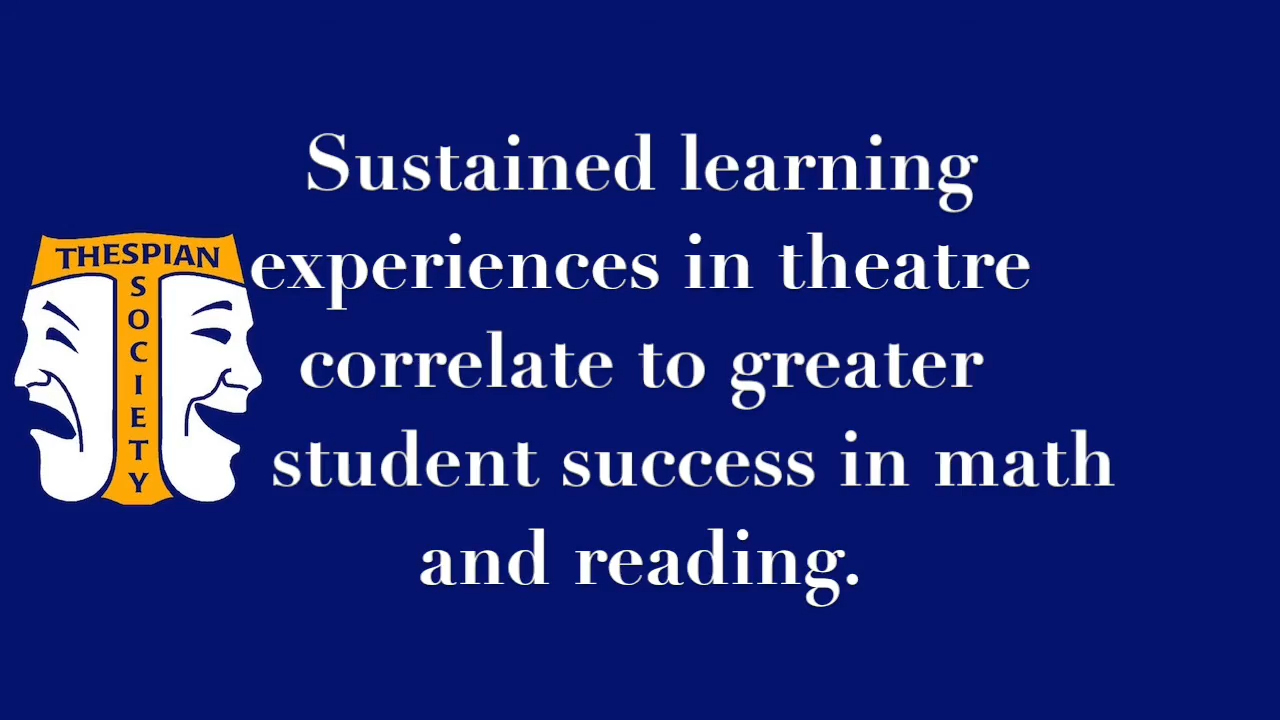 Sustained learning
experiences in theatre
correlate to greater
student success in math
and reading.
THESPIAN
SOCIETY